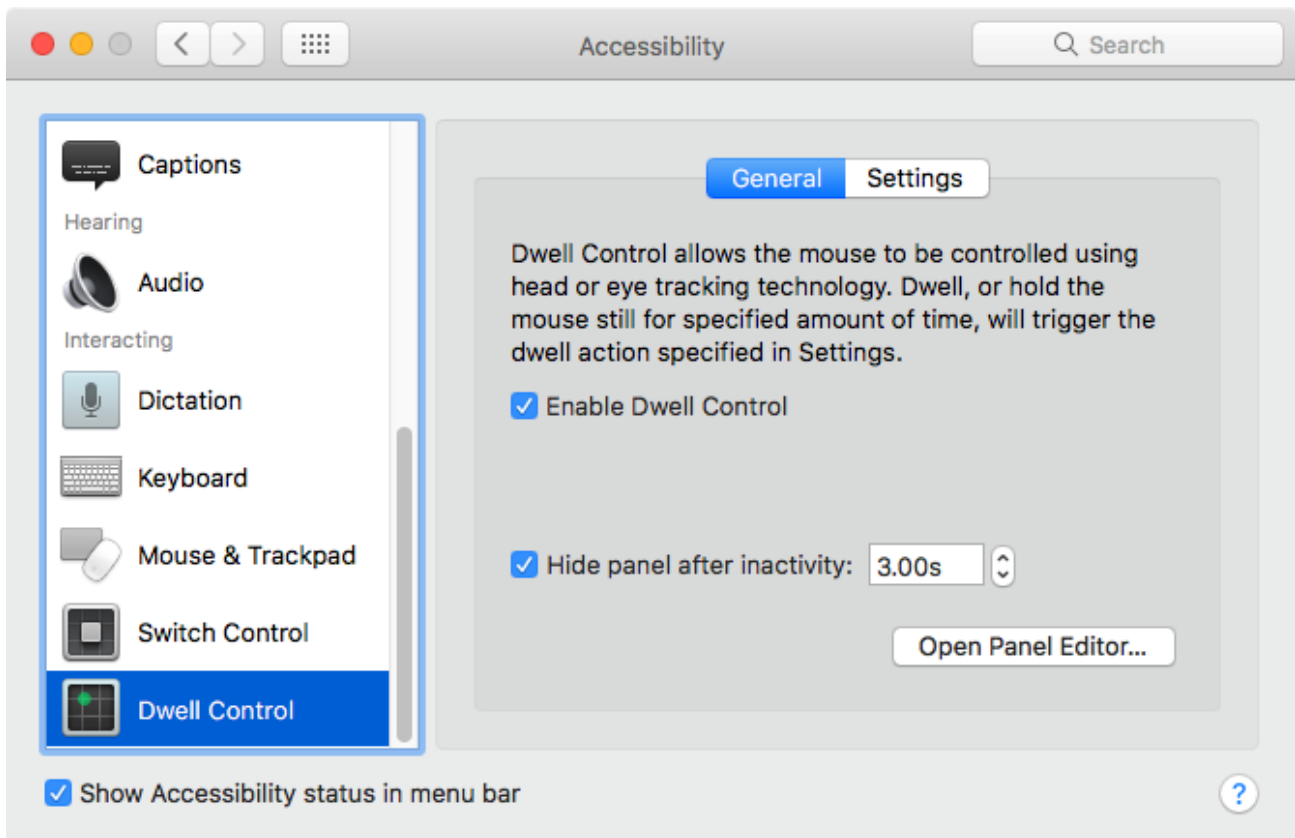 Accessibility
Search
Captions
Hearing
Audio
Interacting
Dictation
Keyboard
Mouse & Trackpad
Switch Control
Dwell Control
General Settings
Dwell Control allows the mouse to be controlled using
head or eye tracking technology. Dwell, or hold the
mouse still for specified amount of time, will trigger the
dwell action specified in Settings.
Enable Dwell Control
Hide panel after inactivity: 3.00s
Open Panel Editor...
Show Accessibility status in menu bar
?